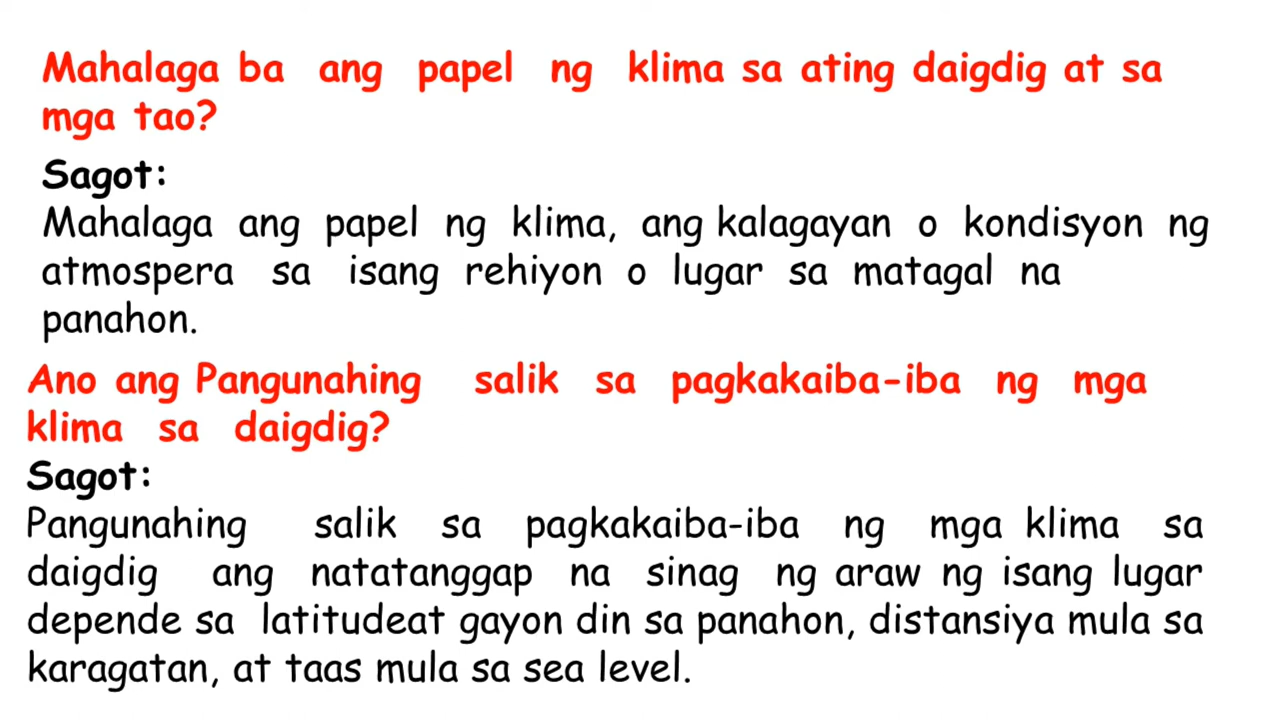 Mahalaga ba ang papel ng klima sa ating daigdig at sa
mga tao?
Sagot:
Mahalaga ang papel ng klima, ang kalagayan o kondisyon ng
atmospera sa isang rehiyon o lugar sa matagal na
panahon.
Ano ang Pangunahing salik sa pagkakaiba-iba ng mga
klima sa daigdig?
Sagot:
Pangunahing salik sa pagkakaiba-iba ng mga klima sa
daigdig ang natatanggap na sinag ng araw ng isang lugar
depende sa latitudeat gayon din sa panahon, distansiya mula sa
karagatan, at taas mula sa sea level.